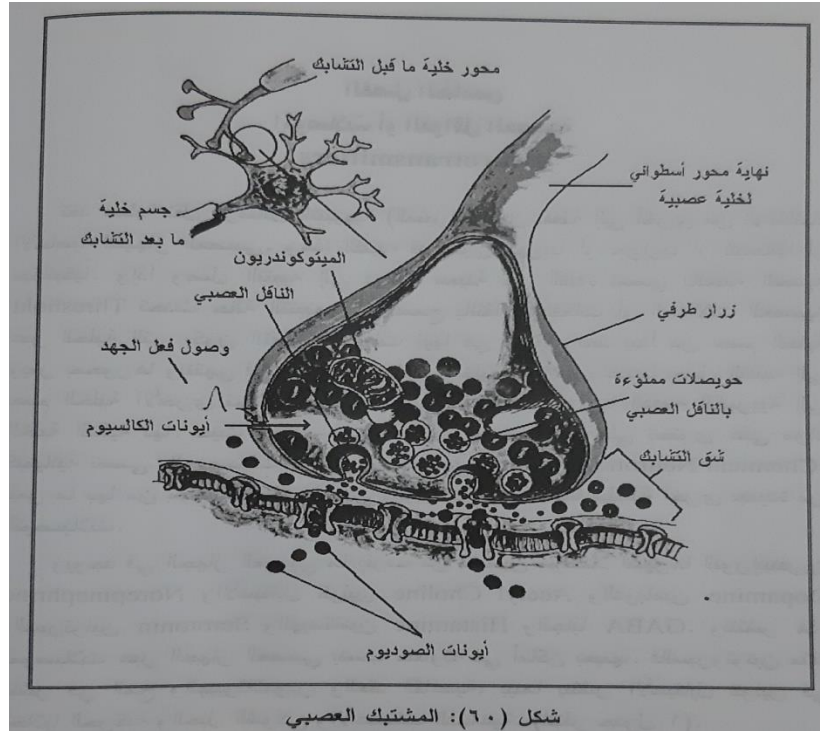 محور خلية ما قبل التشابك
نهاية محور أسطواني
لخلية عصبية
جسم خلية
ما بعد التشابك
الميتوكوندريون
الناقل العصبي
زرار طرفي
وصول فعل الجهد
حويصلات مملؤءة
بالناقل العصبي
أيونات الكالسيوم
شق التشابك
أيونات الصوديوم
شكل (٦٠): المشتبك العصبي